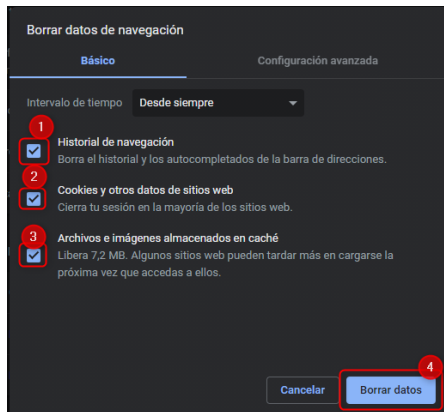 Borrar datos de navegación
Básico
Configuración avanzada
Intervalo de tiempo Desde siempre
1
Historial de navegación
Borra el historial y los autocompletados de la barra de direcciones.
2
Cookies y otros datos de sitios web
Cierra tu sesión en la mayoría de los sitios web.
3
Archivos e imágenes almacenados en caché
Libera 7,2 MB. Algunos sitios web pueden tardar más en cargarse la
próxima vez que accedas a ellos.
4
Cancelar
Borrar datos